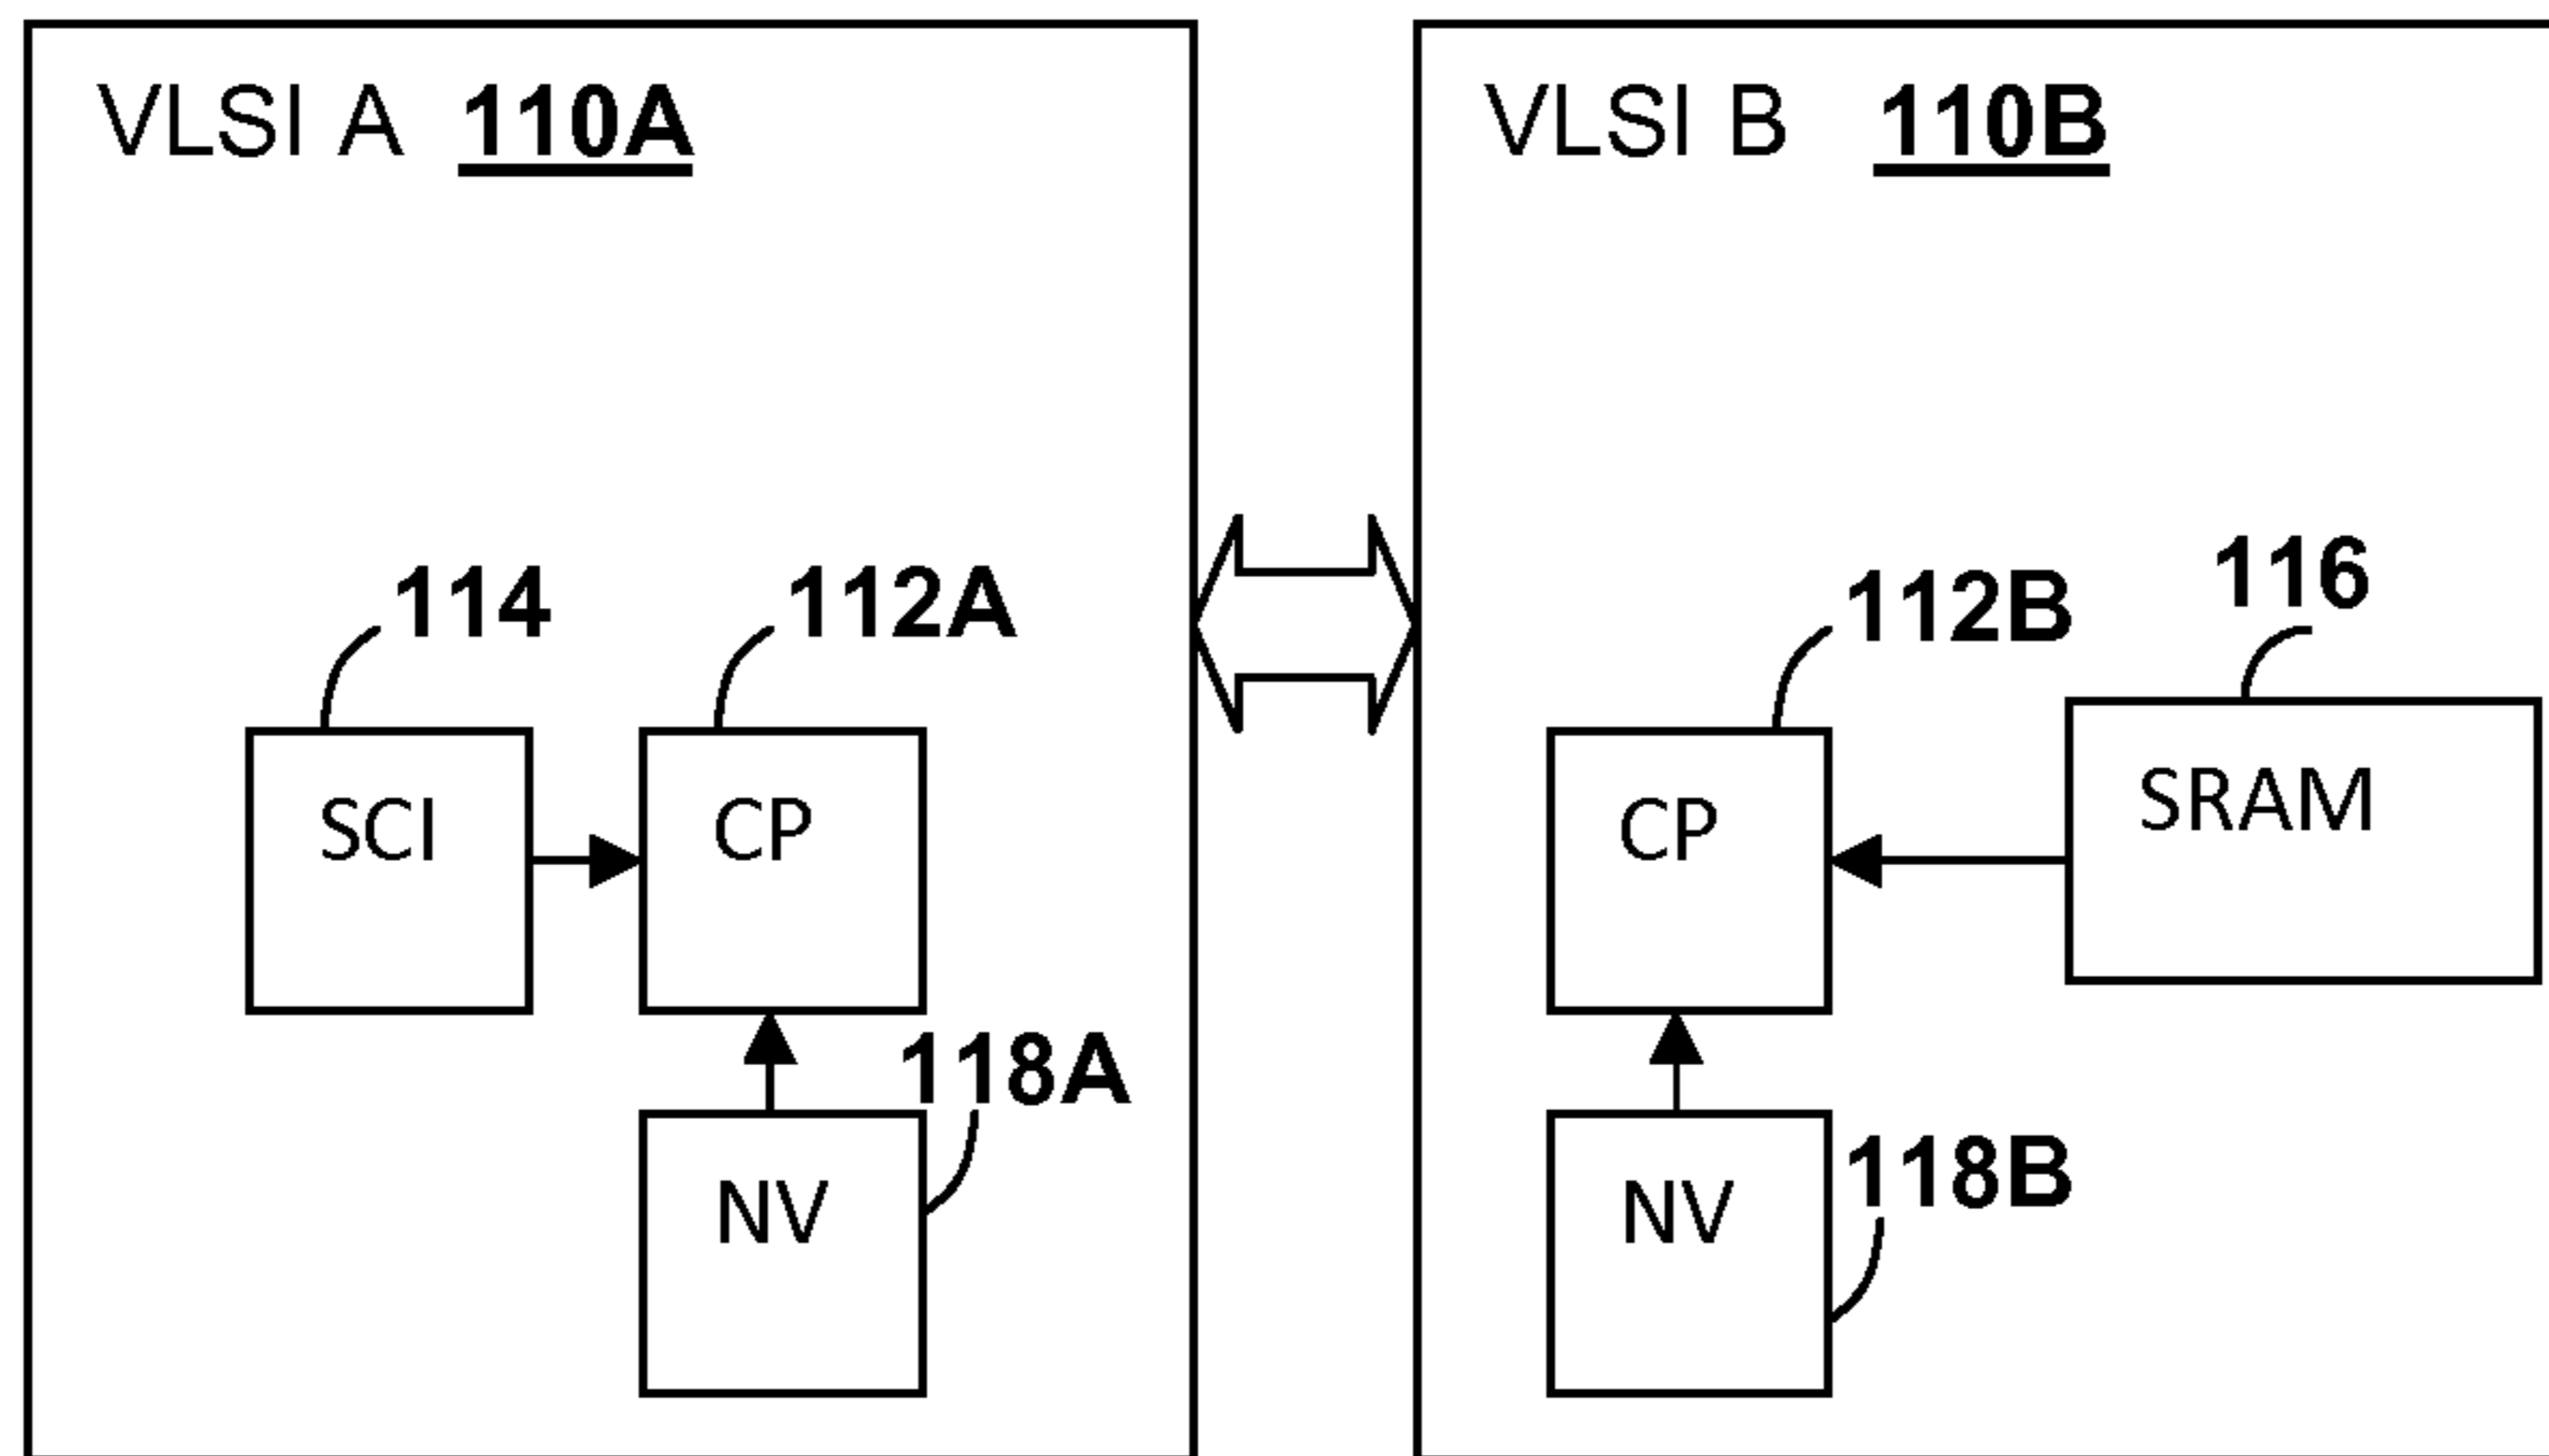 VLSI A 110A
VLSI B 110B
114
112A
112B
116
SCI
CP
CP
SRAM
118A
NV
NV
118B